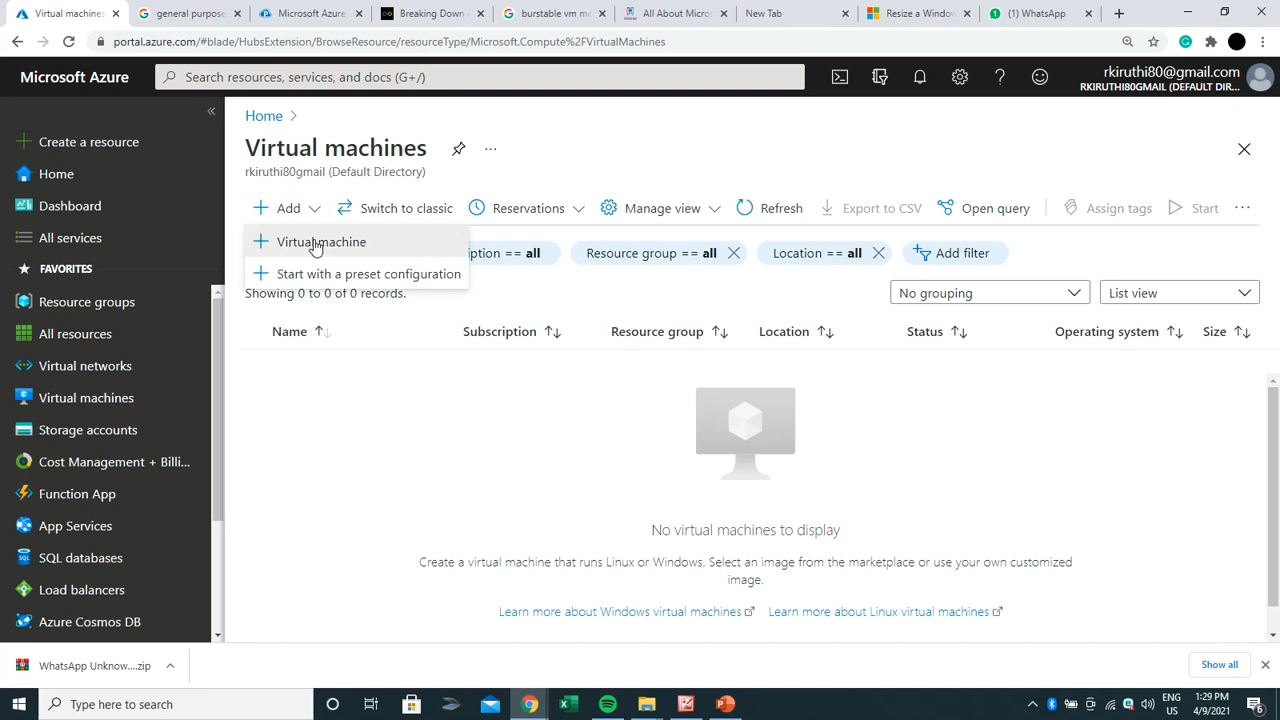 Virtual machines
general purpose
Microsoft Azure
Breaking Down
burstable vm me
All About Micros
New Tab
Resize a Window
(1) WhatsApp
portal.azure.com/#blade/HubsExtension/BrowseResource/resourceType/Microsoft.Compute%2FVirtualMachines
Microsoft Azure
Search resources, services, and docs (G+/)
rkiruthi80@gmail.com
RKIRUTHI80GMAIL (DEFAULT DIR...
Create a resource
Home
Dashboard
All services
FAVORITES
Resource groups
All resources
Virtual networks
Virtual machines
Storage accounts
Cost Management + Billi...
Function App
App Services
SQL databases
Load balancers
Azure Cosmos DB
Home >
Virtual machines
...
rkiruthi80gmail (Default Directory)
Add
Switch to classic
Reservations
Manage view
Refresh
Export to CSV
Open query
Assign tags
Start
...
Virtual machine
Start with a preset configuration
Resource group == all
Location == all
Add filter
Showing 0 to 0 of 0 records.
No grouping
List view
Name
Subscription
Resource group
Location
Status
Operating system
Size
No virtual machines to display
Create a virtual machine that runs Linux or Windows. Select an image from the marketplace or use your own customized
image.
Learn more about Windows virtual machines
Learn more about Linux virtual machines
WhatsApp Unknow....zip
Show all
Type here to search
ENG
US
1:29 PM
4/9/2021
6